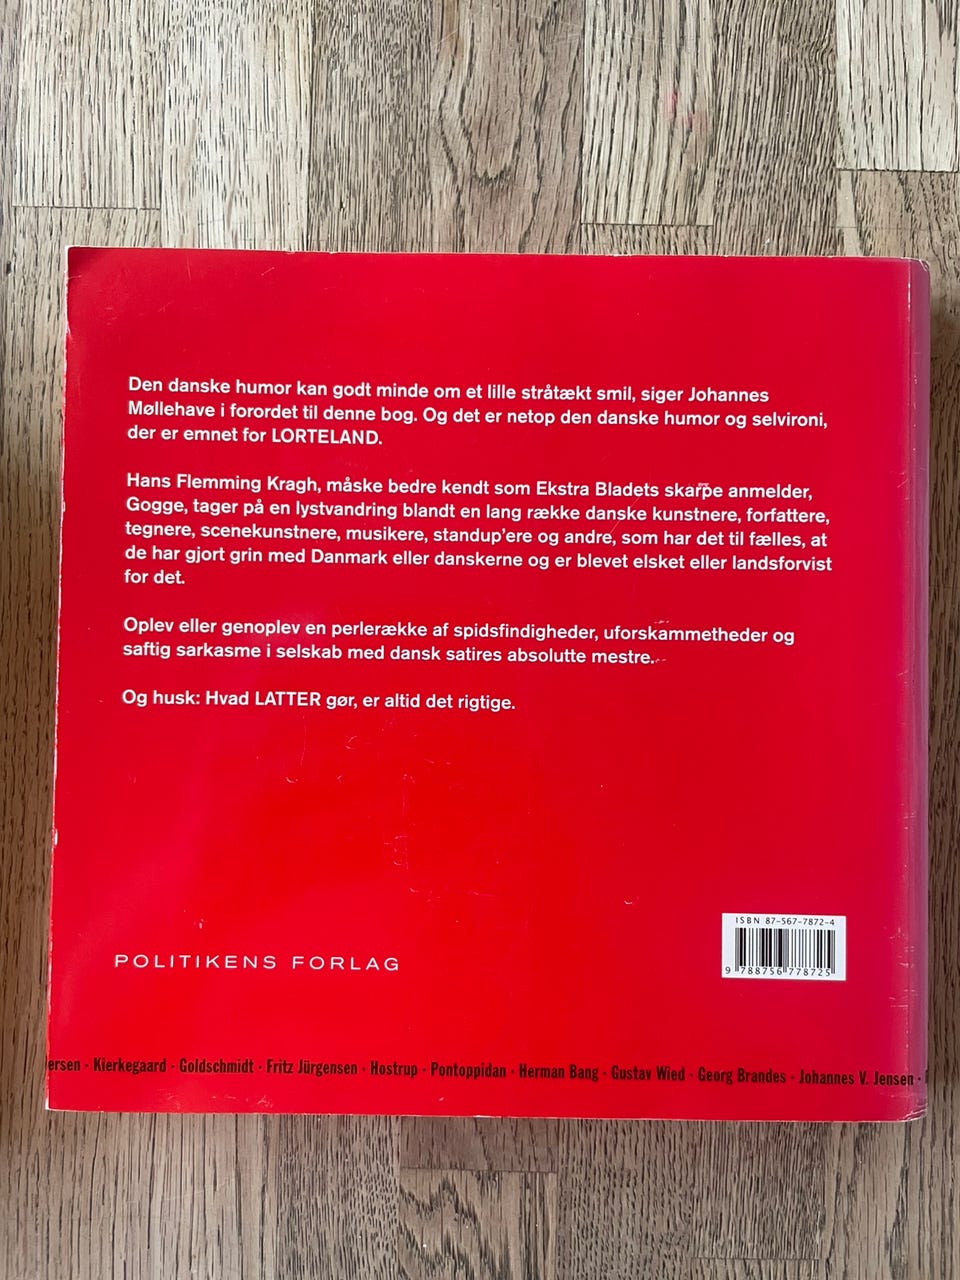 Den danske humor kan godt minde om et lille stråtækt smil, siger Johannes
Møllehave i forordet til denne bog. Og det er netop den danske humor og selvironi,
der er emnet for LORTELAND.
Hans Flemming Kragh, måske bedre kendt som Ekstra Bladets skarpe anmelder,
Gogge, tager på en lystvandring blandt en lang række danske kunstnere, forfattere,
tegnere, scenekunstnere, musikere, standup'ere og andre, som har det til fælles, at
de har gjort grin med Danmark eller danskerne og er blevet elsket eller landsforvist
for det.
Oplev eller genoplev en perlerække af spidsfindigheder, uforskammetheder og
saftig sarkasme i selskab med dansk satires absolutte mestre.
Og husk: Hvad LATTER gør, er altid det rigtige.
ISBN 87-567-7872-4
9 788756 778725
POLITIKENS FORLAG
ersen · Kierkegaard · Goldschmidt · Fritz Jürgensen · Hostrup · Pontoppidan · Herman Bang · Gustav Wied · Georg Brandes · Johannes V. Jensen ·